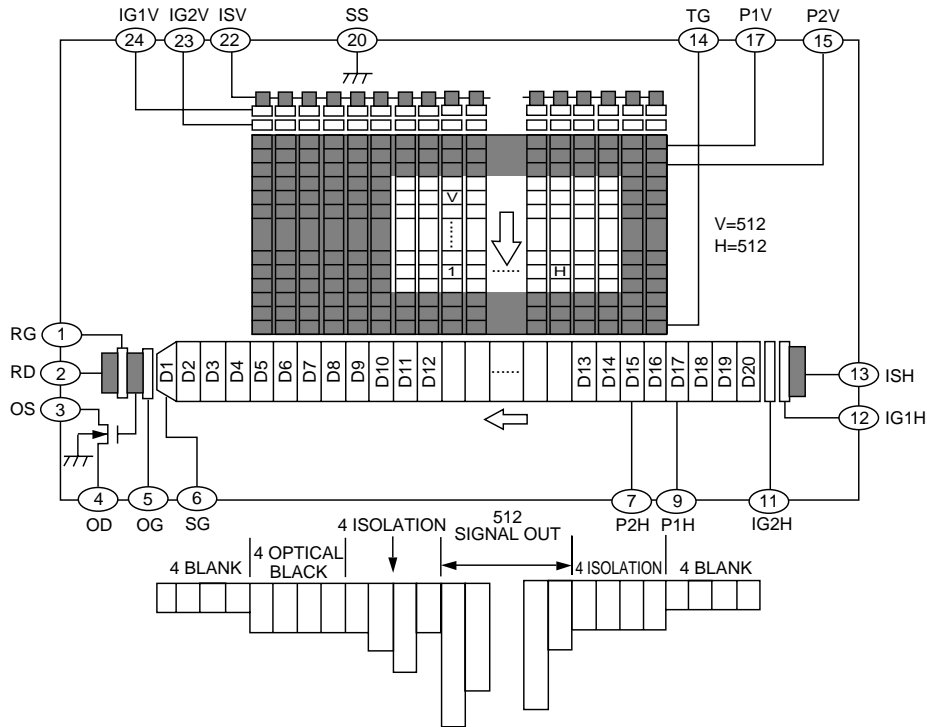 IG1V IG2V ISV SS TG P1V P2V
24 23 22 20 14 17 15
V
1 ...... H
V=512
H=512
RG 1
RD 2
OS 3
D1 D2 D3 D4 D5 D6 D7 D8 D9 D10 D11 D12 ...... D13 D14 D15 D16 D17 D18 D19 D20
13 ISH
12 IG1H
4 5 6 7 9 11
OD OG SG P2H P1H IG2H
4 BLANK
4 OPTICAL
BLACK
4 ISOLATION
512
SIGNAL OUT
4 ISOLATION
4 BLANK